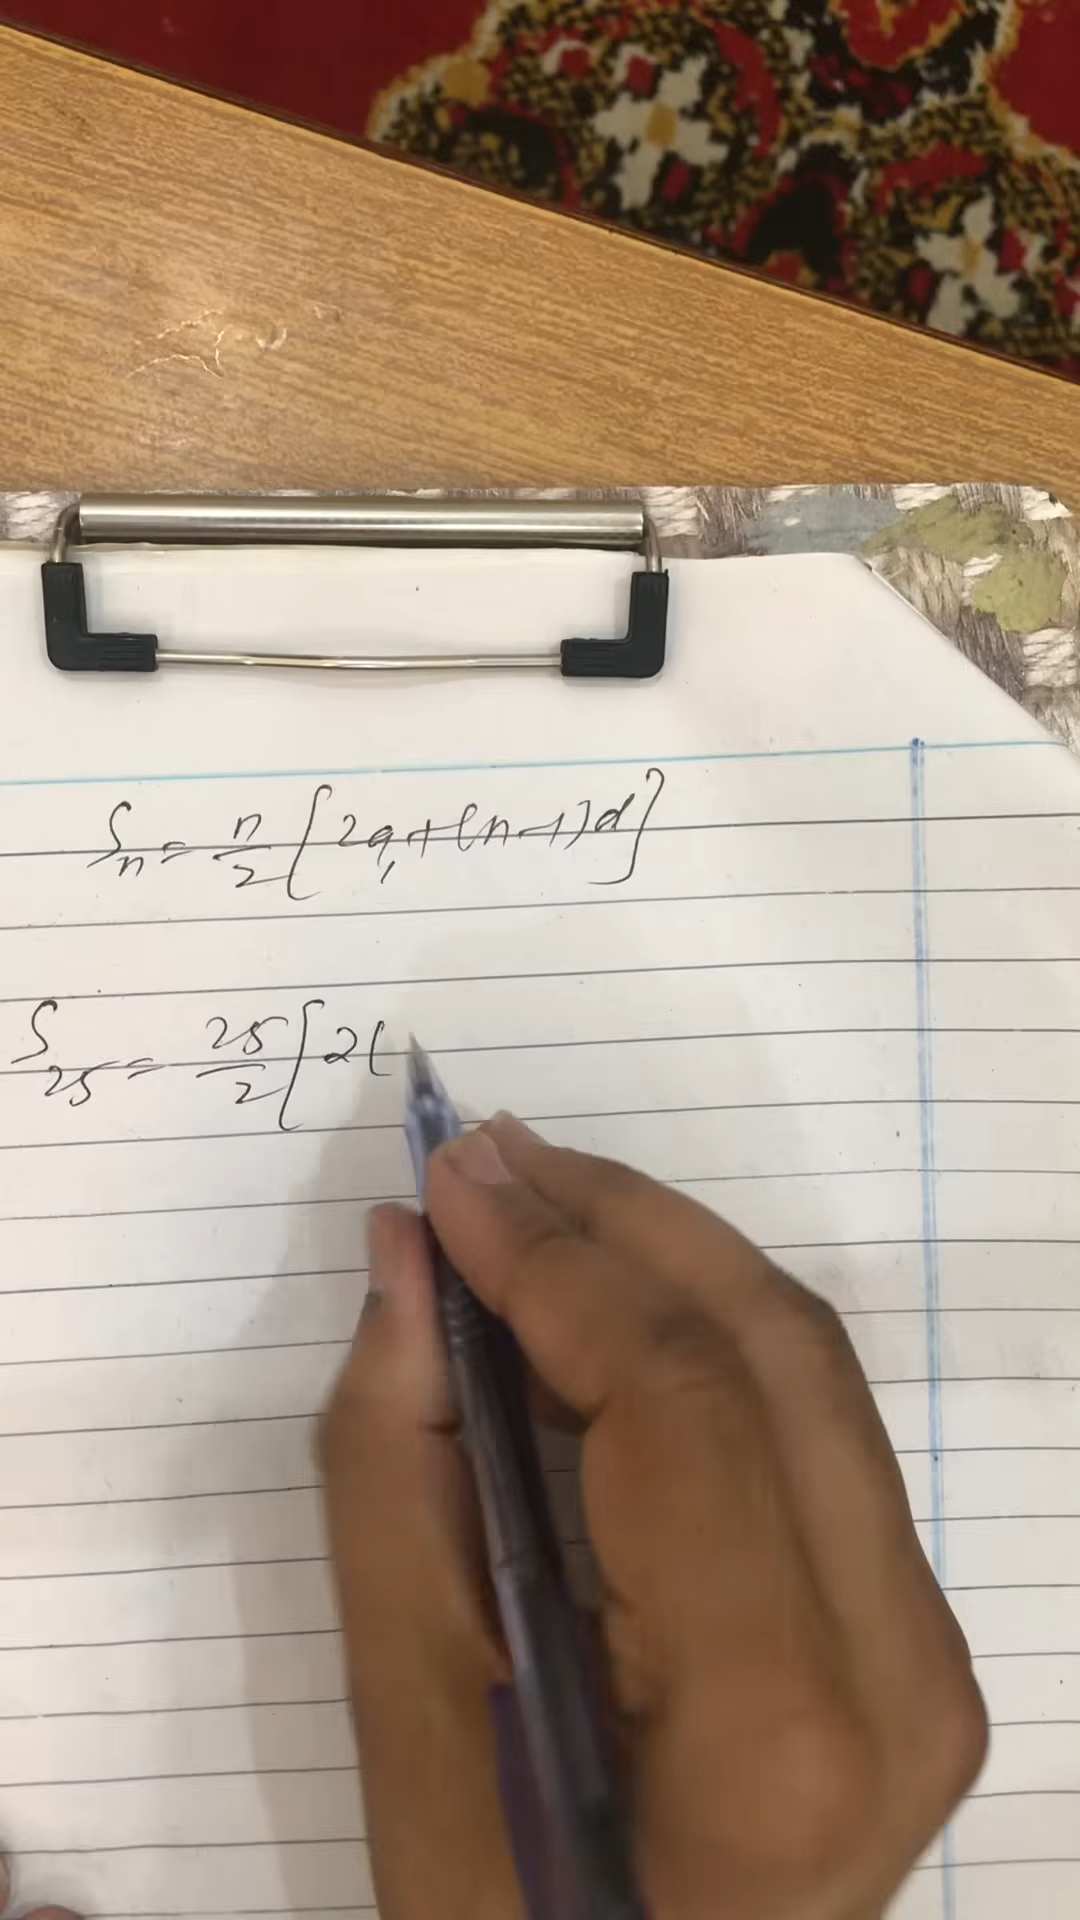 Sn = n/2 [2a1 + (n-1)d]
S25 = 25/2 [2(